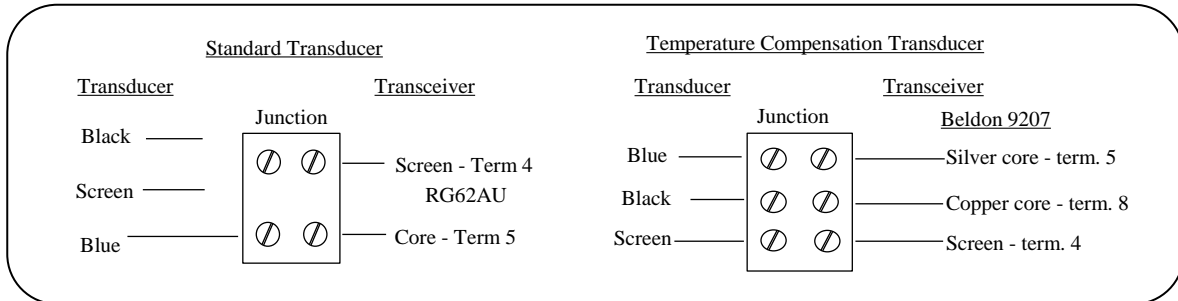 Standard Transducer
Transducer
Transceiver
Junction
Black
Screen - Term 4
Screen
RG62AU
Blue
Core - Term 5
Temperature Compensation Transducer
Transducer
Transceiver
Junction
Beldon 9207
Blue
Silver core - term. 5
Black
Copper core - term. 8
Screen
Screen - term. 4